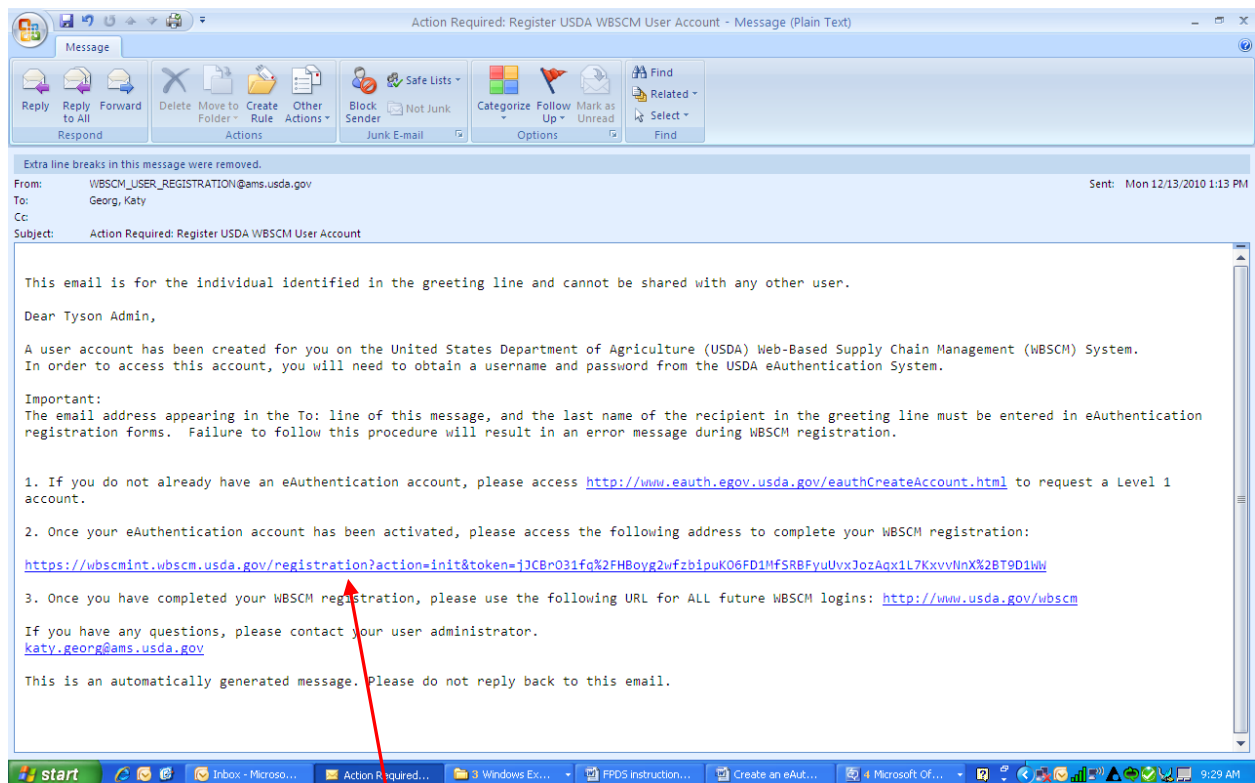 Action Required: Register USDA WBSCM User Account - Message (Plain Text)
Message
Reply Reply to All Forward Delete Move to Folder Create Rule Other Actions Block Sender Safe Lists Not Junk Categorize Follow Up Mark as Unread Find Related Select
Respond Actions Junk E-mail Options Find
Extra line breaks in this message were removed.
From: WBSCM_USER_REGISTRATION@ams.usda.gov Sent: Mon 12/13/2010 1:13 PM
To: Georg, Katy
Cc:
Subject: Action Required: Register USDA WBSCM User Account
This email is for the individual identified in the greeting line and cannot be shared with any other user.
Dear Tyson Admin,
A user account has been created for you on the United States Department of Agriculture (USDA) Web-Based Supply Chain Management (WBSCM) System.
In order to access this account, you will need to obtain a username and password from the USDA eAuthentication System.
Important:
The email address appearing in the To: line of this message, and the last name of the recipient in the greeting line must be entered in eAuthentication
registration forms.  Failure to follow this procedure will result in an error message during WBSCM registration.
1. If you do not already have an eAuthentication account, please access http://www.eauth.egov.usda.gov/eauthCreateAccount.html to request a Level 1
account.
2. Once your eAuthentication account has been activated, please access the following address to complete your WBSCM registration:
https://wbscmint.wbscm.usda.gov/registration?action=init&token=jJCBrO31fq%2FHBoyg2wfzbipuKO6FD1MfSRBFyuUvxJozAqx1L7KxvvNnX%2BT9D1WW
3. Once you have completed your WBSCM registration, please use the following URL for ALL future WBSCM logins: http://www.usda.gov/wbscm
If you have any questions, please contact your user administrator.
katy.georg@ams.usda.gov
This is an automatically generated message. Please do not reply back to this email.
start Inbox - Microso... Action Required... 3 Windows Ex... FPDS instruction... Create an eAut... 4 Microsoft Of... 9:29 AM